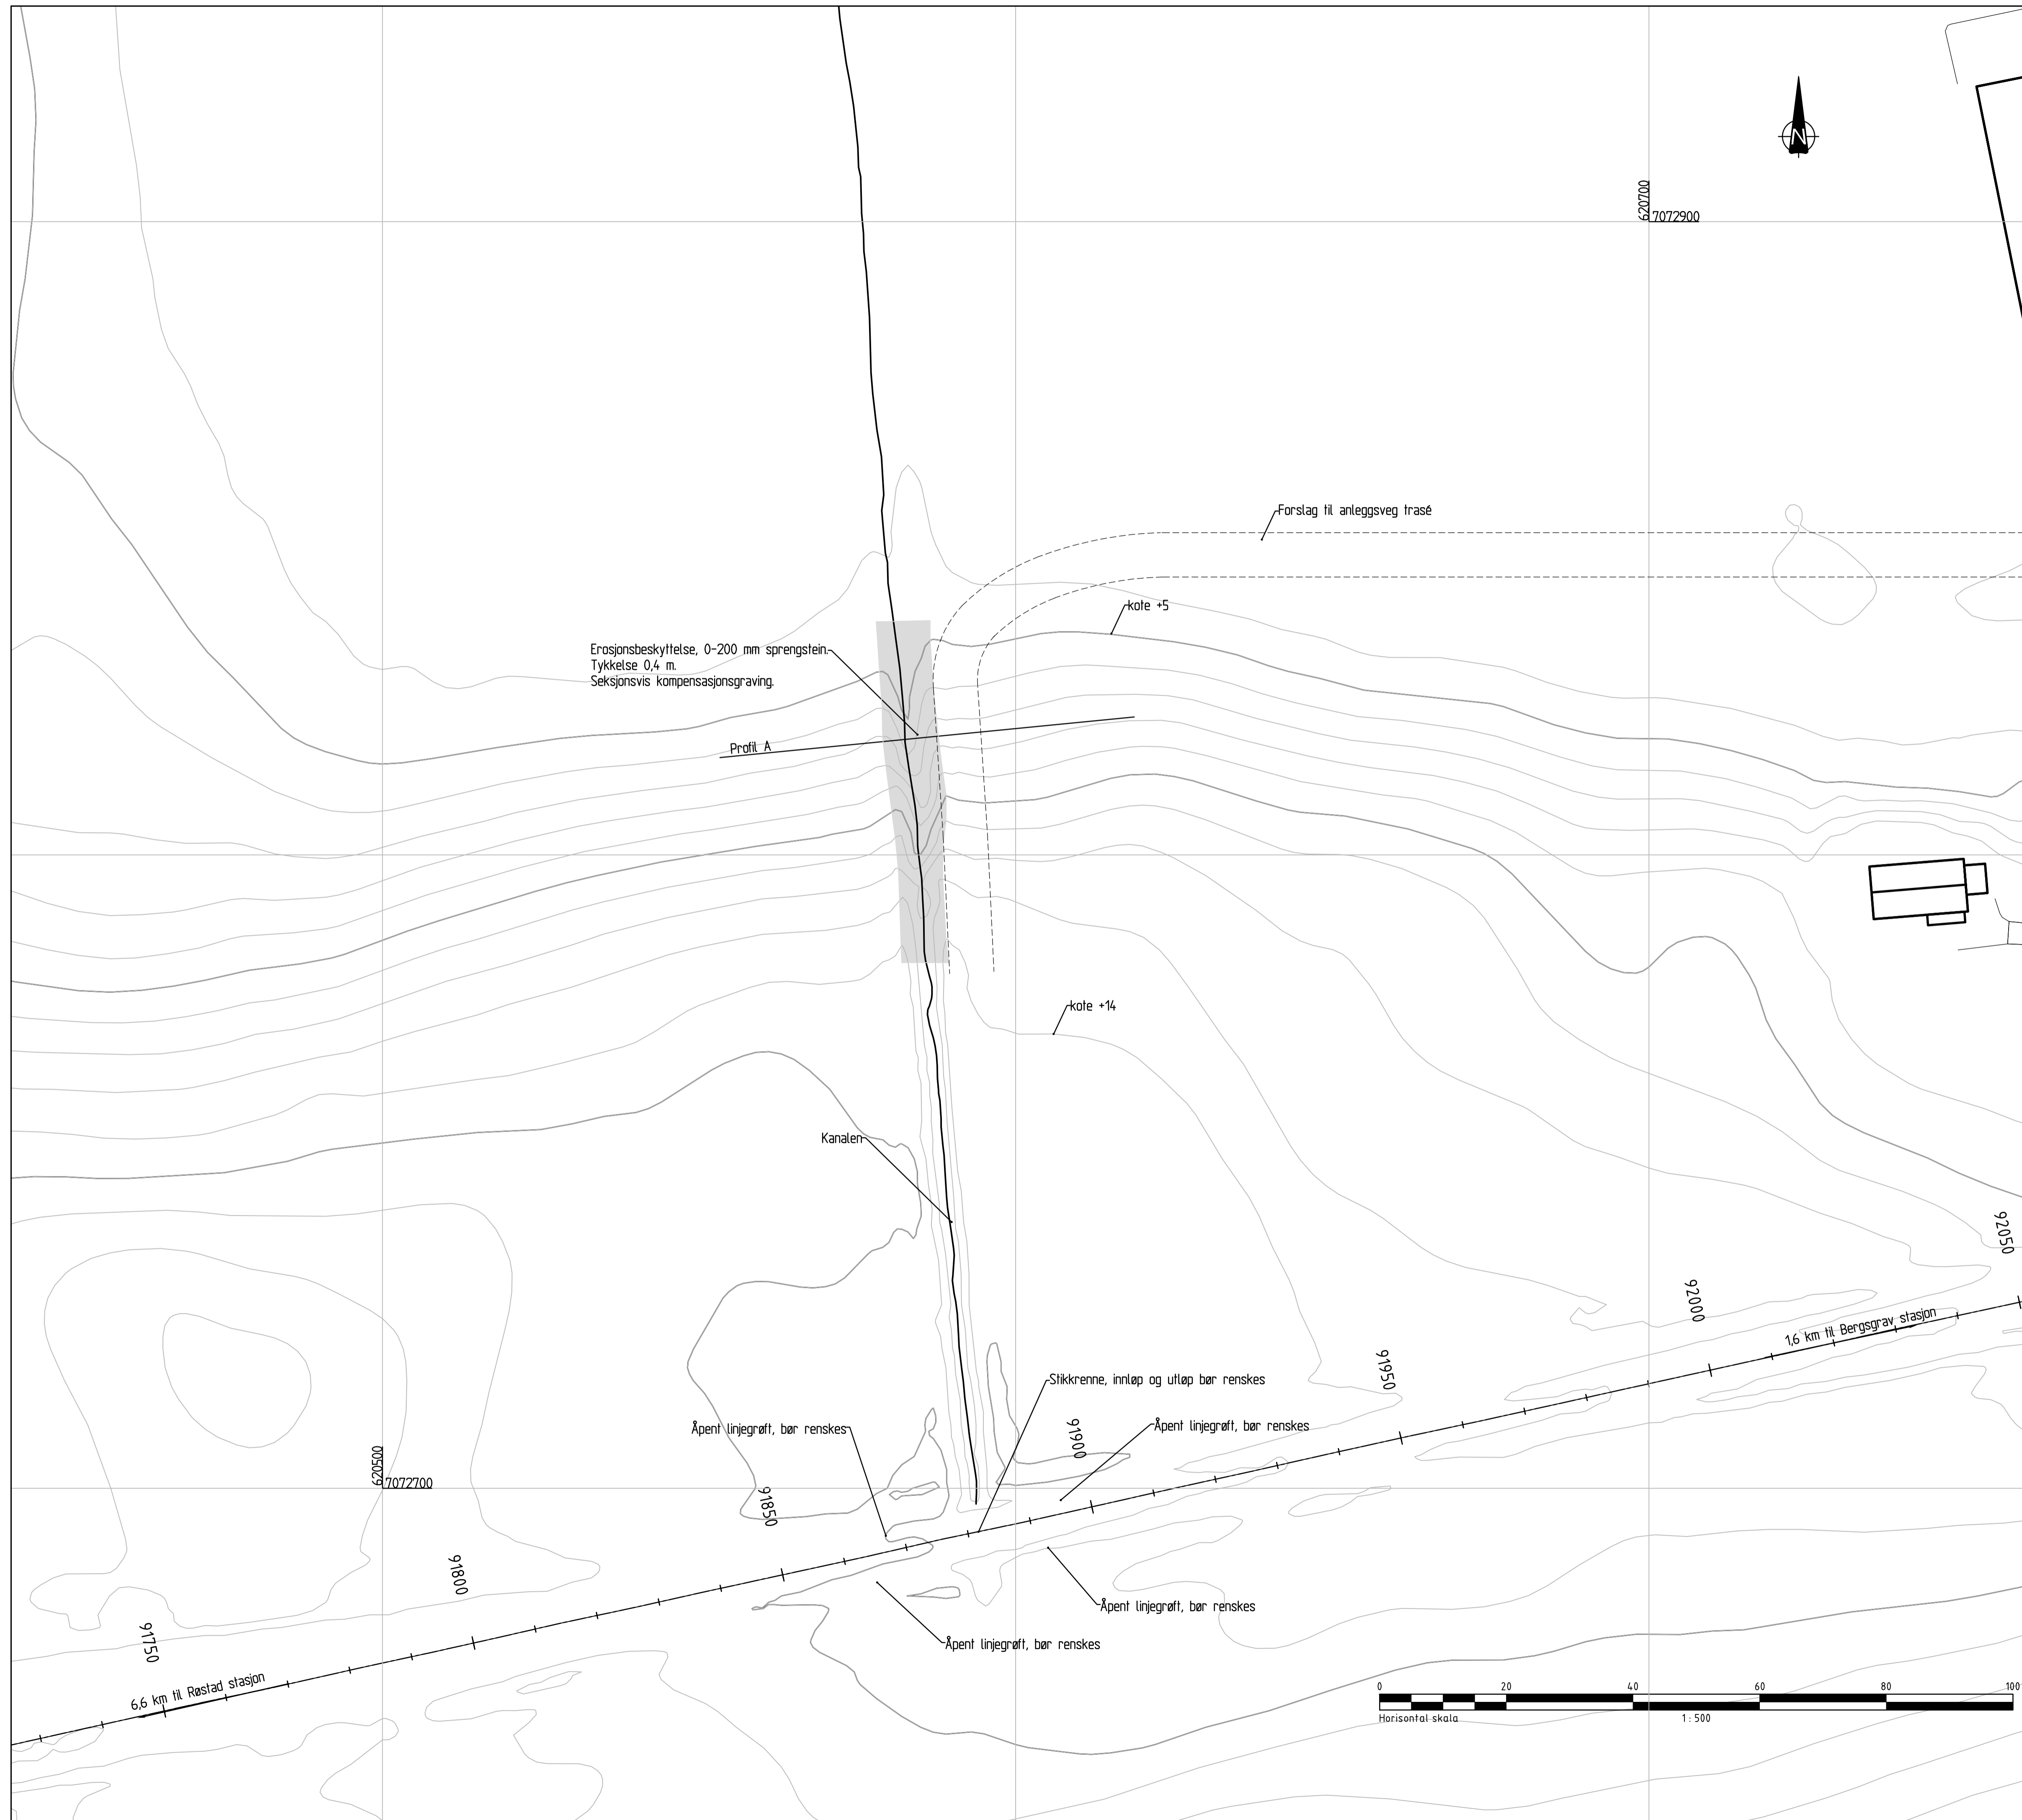 N
620700
7072900
Forslag til anleggsveg trasé
kote +5
Erosjonsbeskyttelse, 0-200 mm sprengstein.
Tykkelse 0,4 m.
Seksjonsvis kompensasjonsgraving.
Profil A
kote +14
Kanalen
92050
92000
1,6 km til Bergsgrav stasjon
91950
Stikkrenne, innløp og utløp bør renskes
Åpent linjegrøft, bør renskes
Åpent linjegrøft, bør renskes
91900
620500
7072700
91850
91800
Åpent linjegrøft, bør renskes
Åpent linjegrøft, bør renskes
91750
6,6 km til Røstad stasjon
0 20 40 60 80 100
Horisontal skala 1 : 500